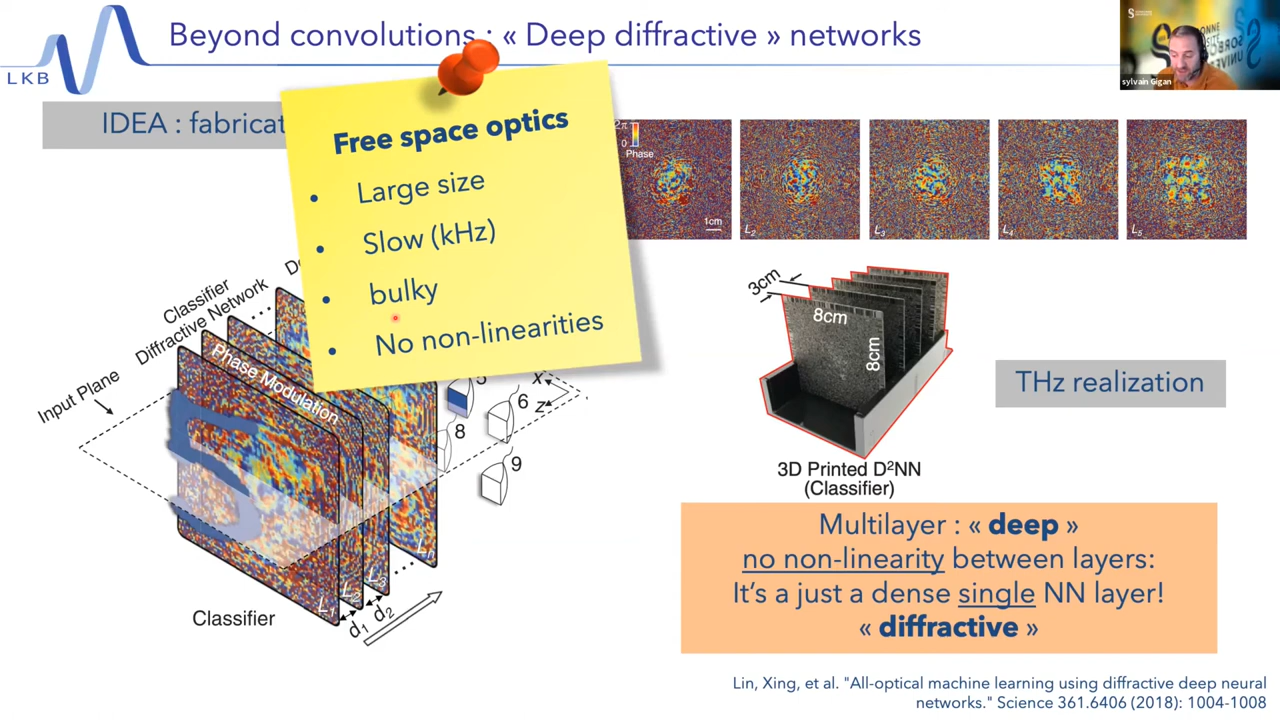 LKB
Beyond convolutions : « Deep diffractive » networks
sylvain Gigan
IDEA : fabricat
Free space optics
• Large size
• Slow (kHz)
• bulky
• No non-linearities
2π
0
Phase
1cm
L2
L3
L4
L5
Input Plane
Classifier
Diffractive Network
Phase Modulation
x
z
6
8
9
L1
L2
L3
d1
d2
Classifier
3cm
8cm
8cm
3D Printed D²NN
(Classifier)
THz realization
Multilayer : « deep »
no non-linearity between layers:
It's a just a dense single NN layer!
« diffractive »
Lin, Xing, et al. "All-optical machine learning using diffractive deep neural
networks." Science 361.6406 (2018): 1004-1008